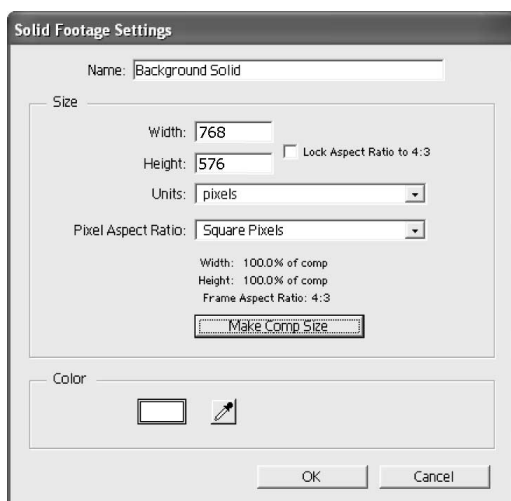 Solid Footage Settings
Name: Background Solid
Size
Width: 768
Lock Aspect Ratio to 4:3
Height: 576
Units: pixels
Pixel Aspect Ratio: Square Pixels
Width: 100.0% of comp
Height: 100.0% of comp
Frame Aspect Ratio: 4:3
Make Comp Size
Color
OK Cancel